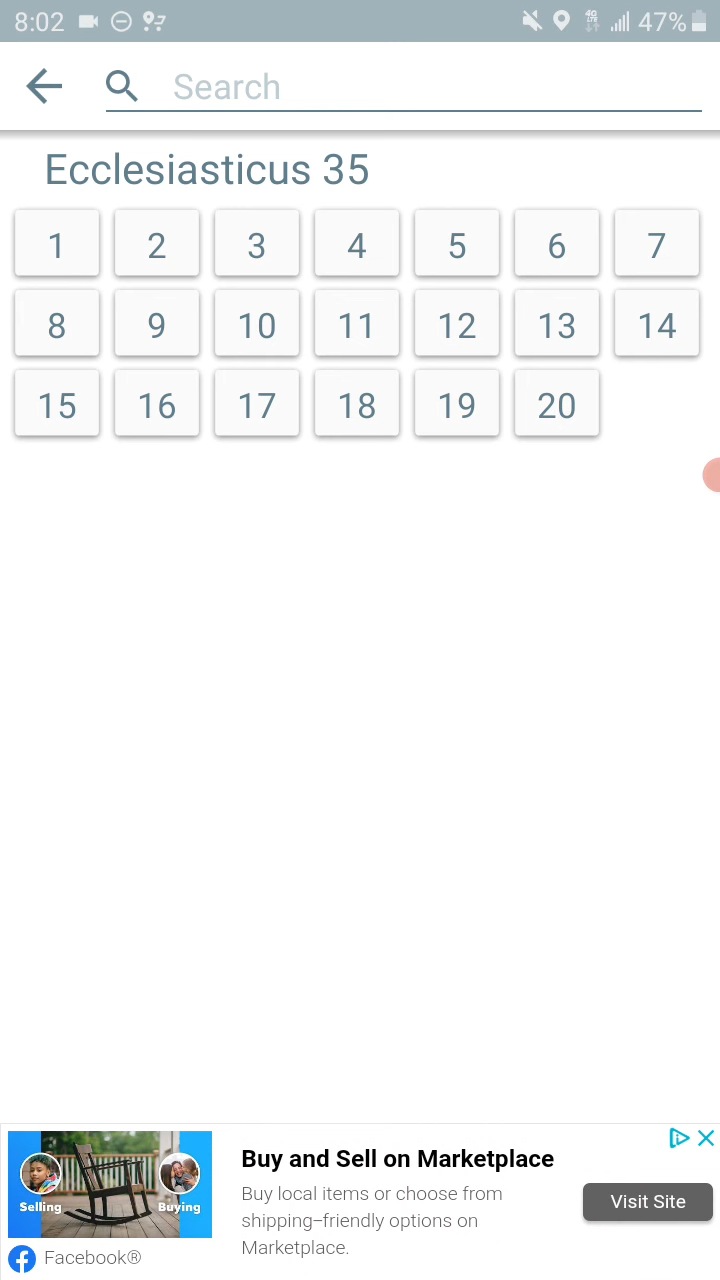 8:02 4G LTE 47%
Search
Ecclesiasticus 35
1 2 3 4 5 6 7
8 9 10 11 12 13 14
15 16 17 18 19 20
Selling Buying
Facebook®
Buy and Sell on Marketplace
Buy local items or choose from
shipping–friendly options on
Marketplace.
Visit Site